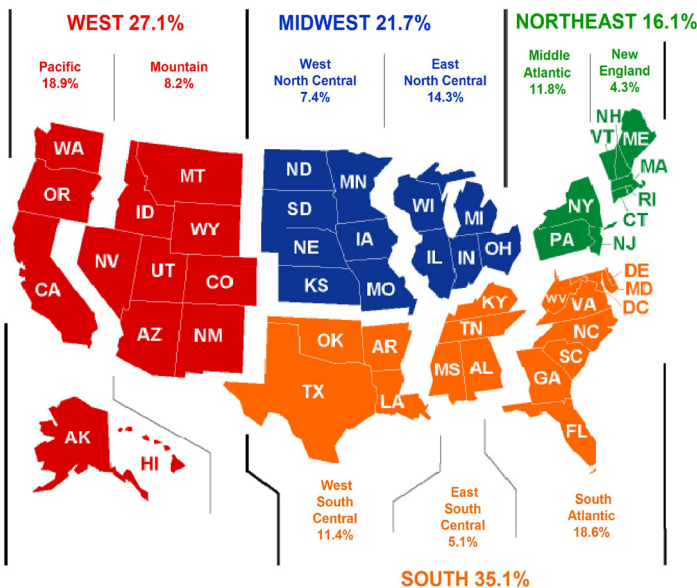 WEST 27.1%
MIDWEST 21.7%
NORTHEAST 16.1%
Pacific
18.9%
Mountain
8.2%
West
North Central
7.4%
East
North Central
14.3%
Middle
Atlantic
11.8%
New
England
4.3%
WA
OR
CA
MT
ID
WY
NV
UT
CO
AZ
NM
AK
HI
ND
SD
NE
KS
MN
IA
MO
WI
MI
IL
IN
OH
NH
VT
ME
MA
RI
CT
NY
PA
NJ
OK
TX
AR
LA
KY
TN
MS
AL
DE
MD
DC
WV
VA
NC
SC
GA
FL
West
South
Central
11.4%
East
South
Central
5.1%
South
Atlantic
18.6%
SOUTH 35.1%